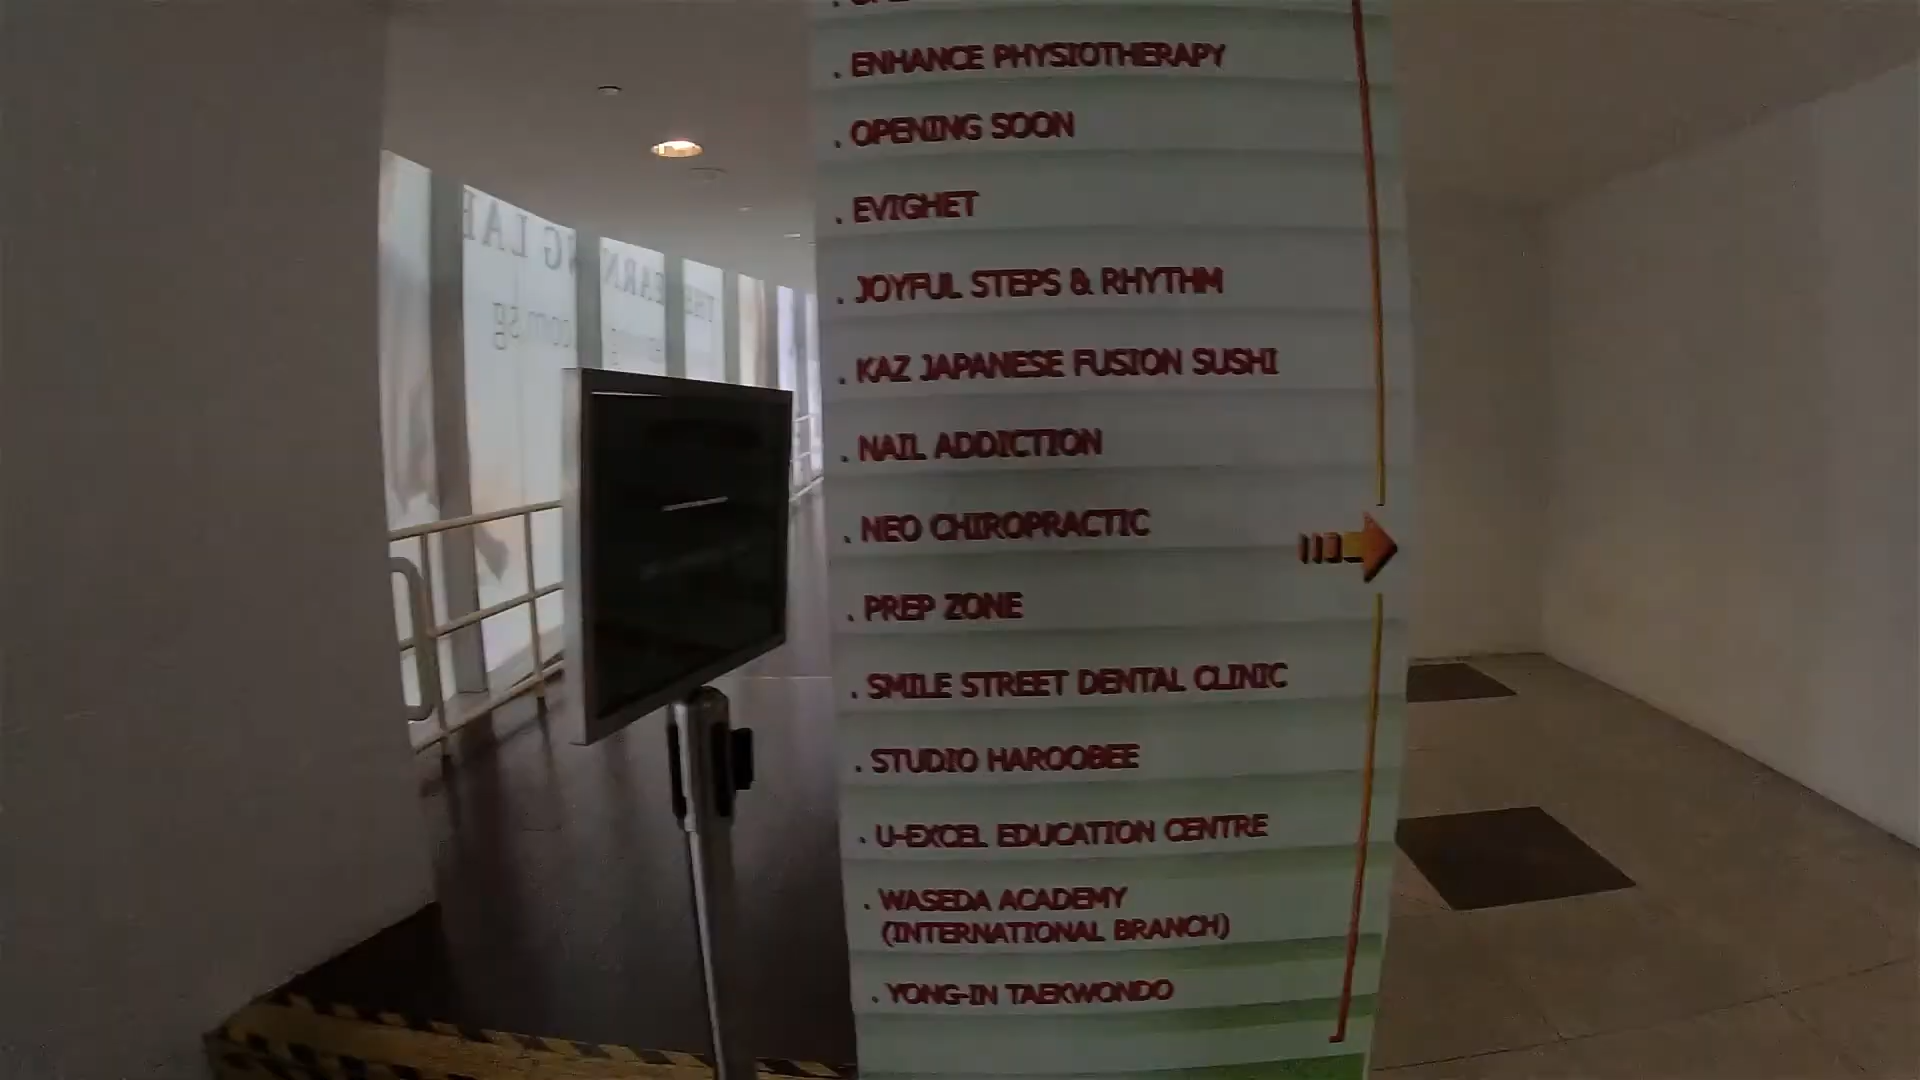 . ENHANCE PHYSIOTHERAPY
. OPENING SOON
. EVIGHET
. JOYFUL STEPS & RHYTHM
. KAZ JAPANESE FUSION SUSHI
. NAIL ADDICTION
. NEO CHIROPRACTIC
. PREP ZONE
. SMILE STREET DENTAL CLINIC
. STUDIO HAROOBEE
. U-EXCEL EDUCATION CENTRE
. WASEDA ACADEMY
(INTERNATIONAL BRANCH)
. YONG-IN TAEKWONDO